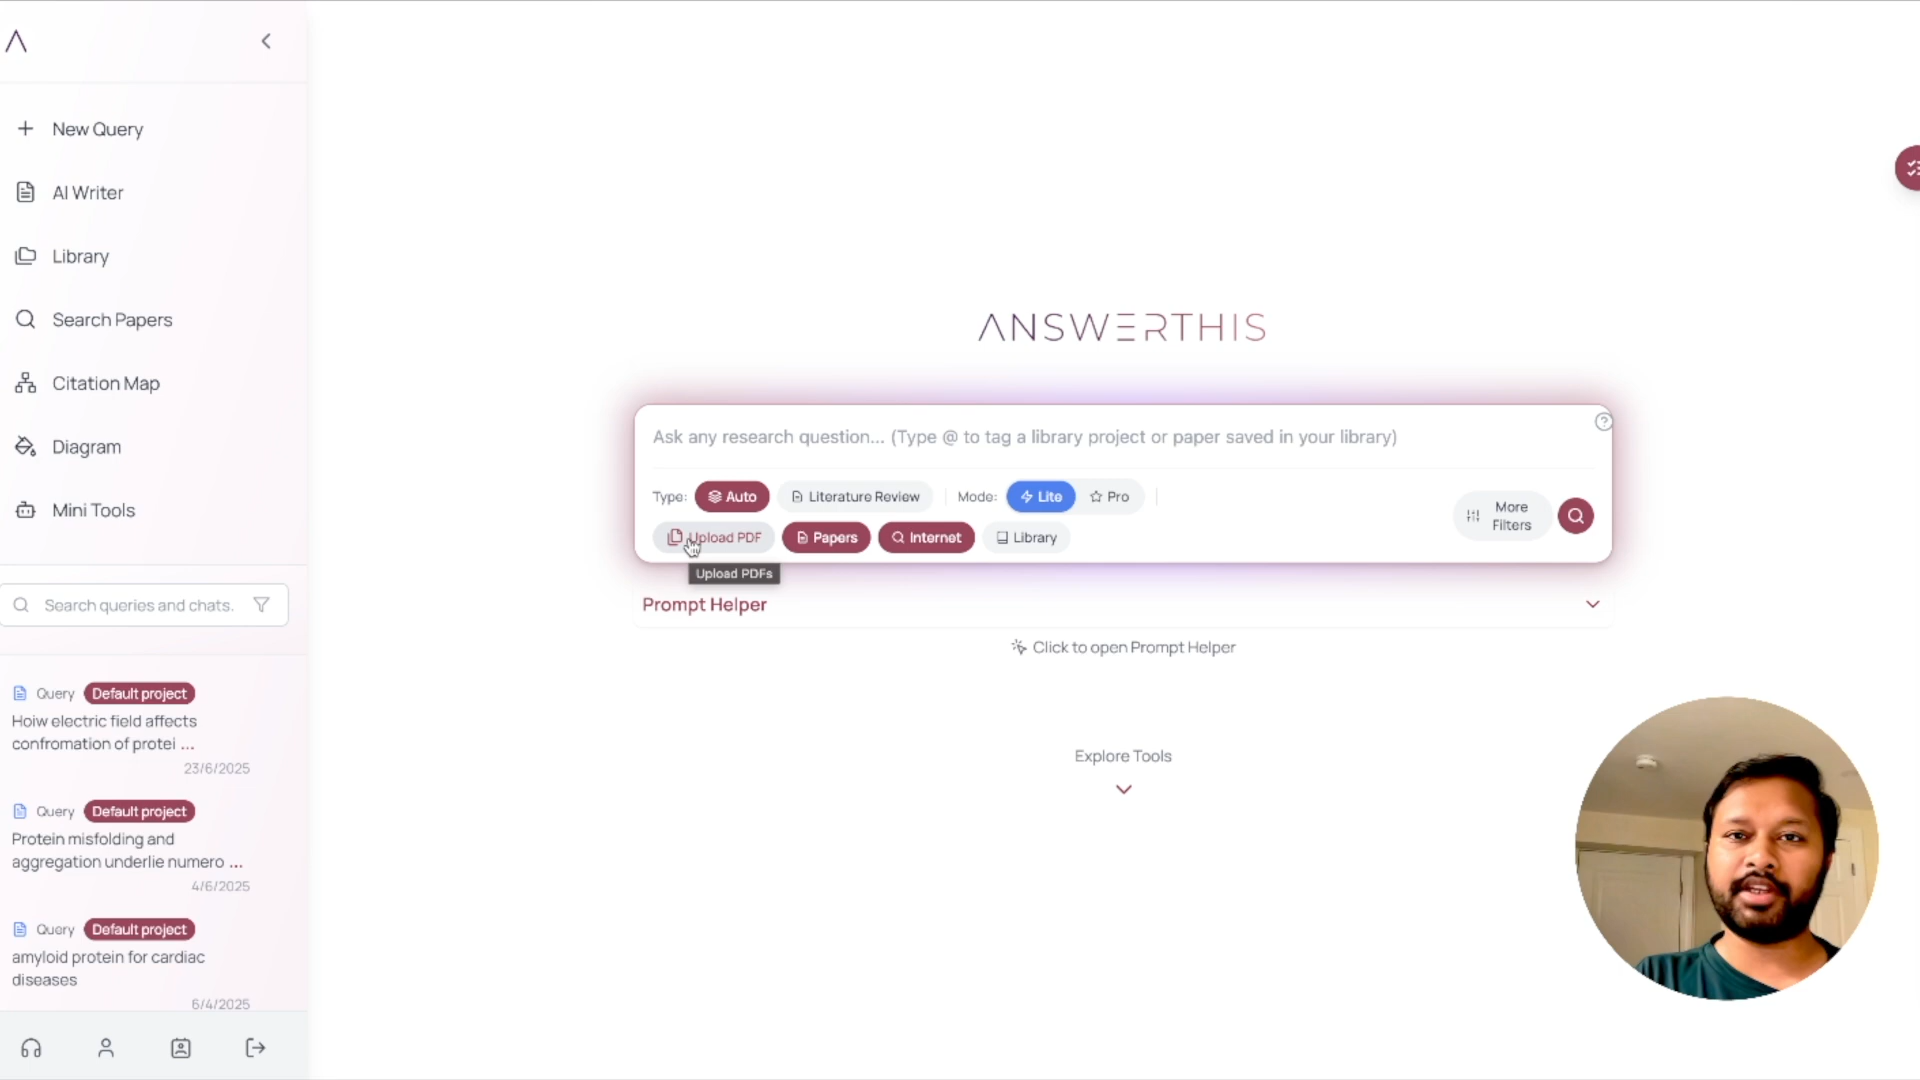 New Query
AI Writer
Library
Search Papers
Citation Map
Diagram
Mini Tools
Search queries and chats.
Query Default project
Hoiw electric field affects
confromation of protei ...
23/6/2025
Query Default project
Protein misfolding and
aggregation underlie numero ...
4/6/2025
Query Default project
amyloid protein for cardiac
diseases
6/4/2025
ANSWERTHIS
Ask any research question... (Type @ to tag a library project or paper saved in your library)
Type: Auto Literature Review Mode: Lite Pro
More
Filters
Upload PDF Papers Internet Library
Upload PDFs
Prompt Helper
Click to open Prompt Helper
Explore Tools